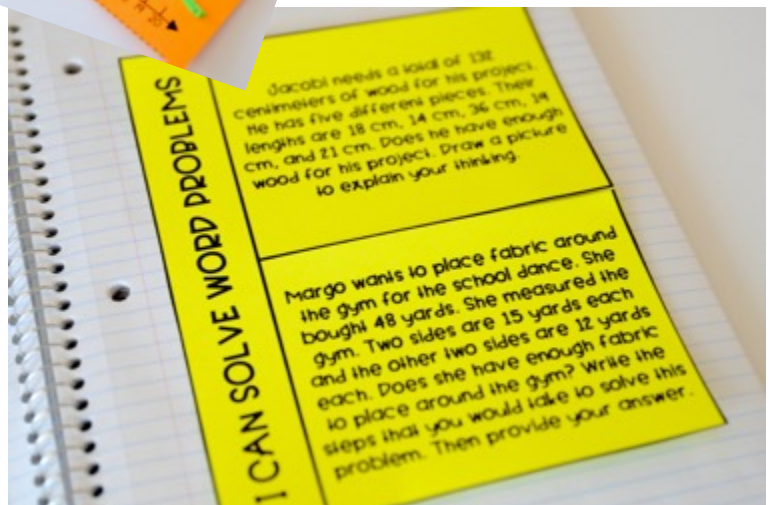 I CAN SOLVE WORD PROBLEMS
Jacobi needs a total of 132
centimeters of wood for his project.
He has five different pieces. Their
lengths are 18 cm, 14 cm, 36 cm, 19
cm, and 21 cm. Does he have enough
wood for his project. Draw a picture
to explain your thinking.
Margo wants to place fabric around
the gym for the school dance. She
bought 48 yards. She measured the
gym. Two sides are 15 yards each
and the other two sides are 12 yards
each. Does she have enough fabric
to place around the gym? Write the
steps that you would take to solve this
problem. Then provide your answer.